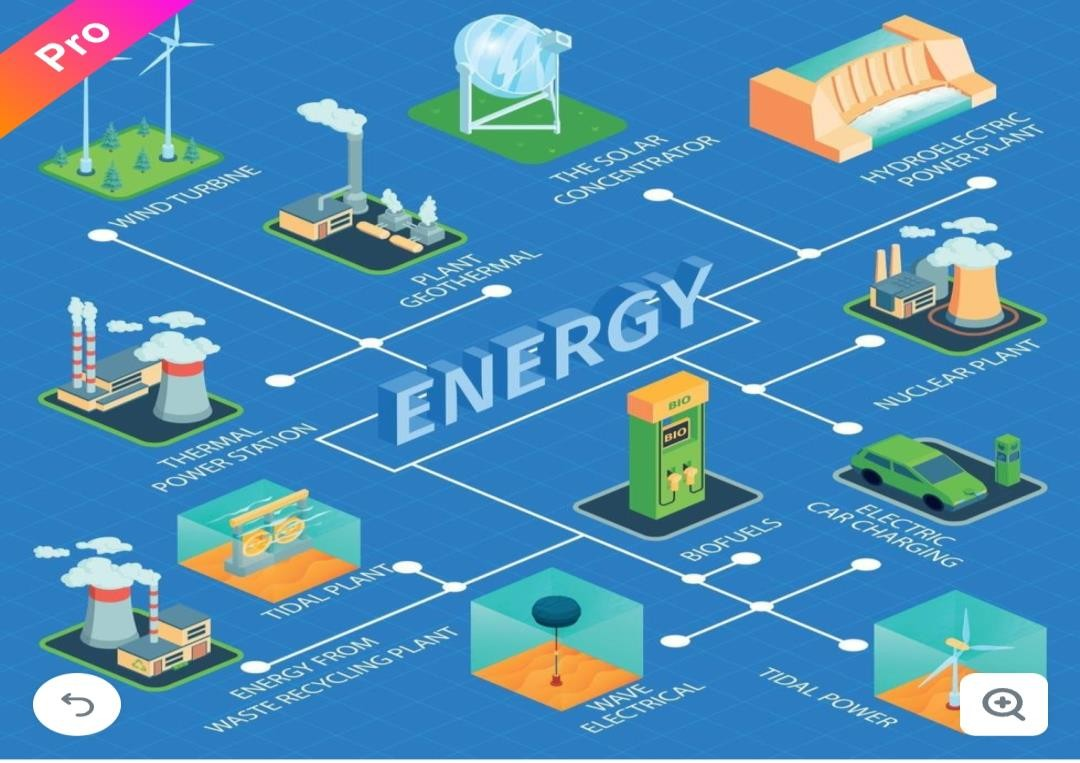 Pro
WIND TURBINE
THE SOLAR
CONCENTRATOR
HYDROELECTRIC
POWER PLANT
PLANT
GEOTHERMAL
ENERGY
NUCLEAR PLANT
THERMAL
POWER STATION
BIO
BIO
ELECTRIC
CAR CHARGING
BIOFUELS
TIDAL PLANT
ENERGY FROM
WASTE RECYCLING PLANT
WAVE
ELECTRICAL
TIDAL POWER